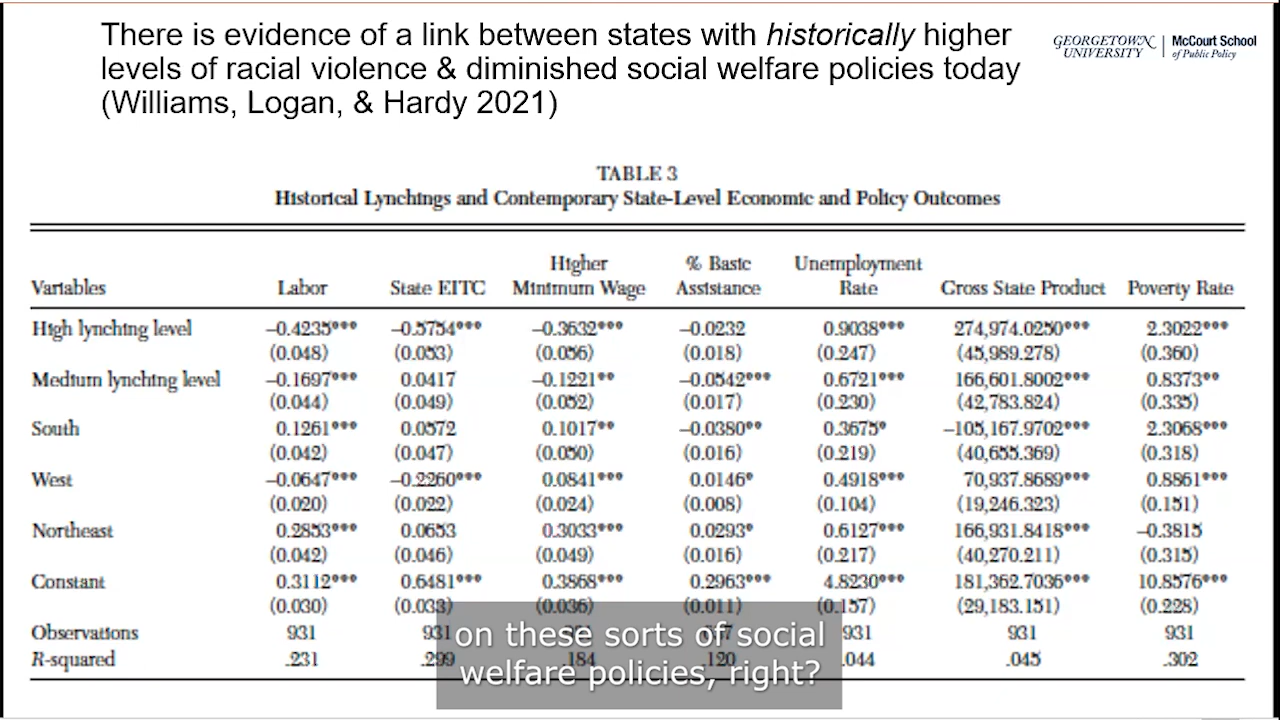 There is evidence of a link between states with historically higher
levels of racial violence & diminished social welfare policies today
(Williams, Logan, & Hardy 2021)
GEORGETOWN UNIVERSITY
McCourt School of Public Policy
TABLE 3
Historical Lynchings and Contemporary State-Level Economic and Policy Outcomes
Variables Labor State EITC Higher Minimum Wage % Basic Assistance Unemployment Rate Gross State Product Poverty Rate
High lynching level −0.4235*** −0.5754*** −0.3632*** −0.0232 0.9038*** 274,974.0250*** 2.3022***
(0.048) (0.053) (0.056) (0.018) (0.247) (45,989.278) (0.360)
Medium lynching level −0.1697*** 0.0417 −0.1221** −0.0542*** 0.6721*** 166,601.8002*** 0.8373**
(0.044) (0.049) (0.052) (0.017) (0.230) (42,783.824) (0.335)
South 0.1261*** 0.0572 0.1017** −0.0380** 0.3675* −105,167.9702*** 2.3068***
(0.042) (0.047) (0.050) (0.016) (0.219) (40,655.369) (0.318)
West −0.0647*** −0.2260*** 0.0841*** 0.0146* 0.4918*** 70,937.8689*** 0.8861***
(0.020) (0.022) (0.024) (0.008) (0.104) (19,246.323) (0.151)
Northeast 0.2853*** 0.0653 0.3033*** 0.0293* 0.6127*** 166,931.8418*** −0.3815
(0.042) (0.046) (0.049) (0.016) (0.217) (40,270.211) (0.315)
Constant 0.3112*** 0.6481*** 0.3868*** 0.2963*** 4.8230*** 181,362.7036*** 10.8576***
(0.030) (0.033) (0.036) (0.011) (0.157) (29,183.151) (0.228)
Observations 931 931 931 931 931
R-squared .231 .299 .184 .120 .044 .045 .302
on these sorts of social
welfare policies, right?